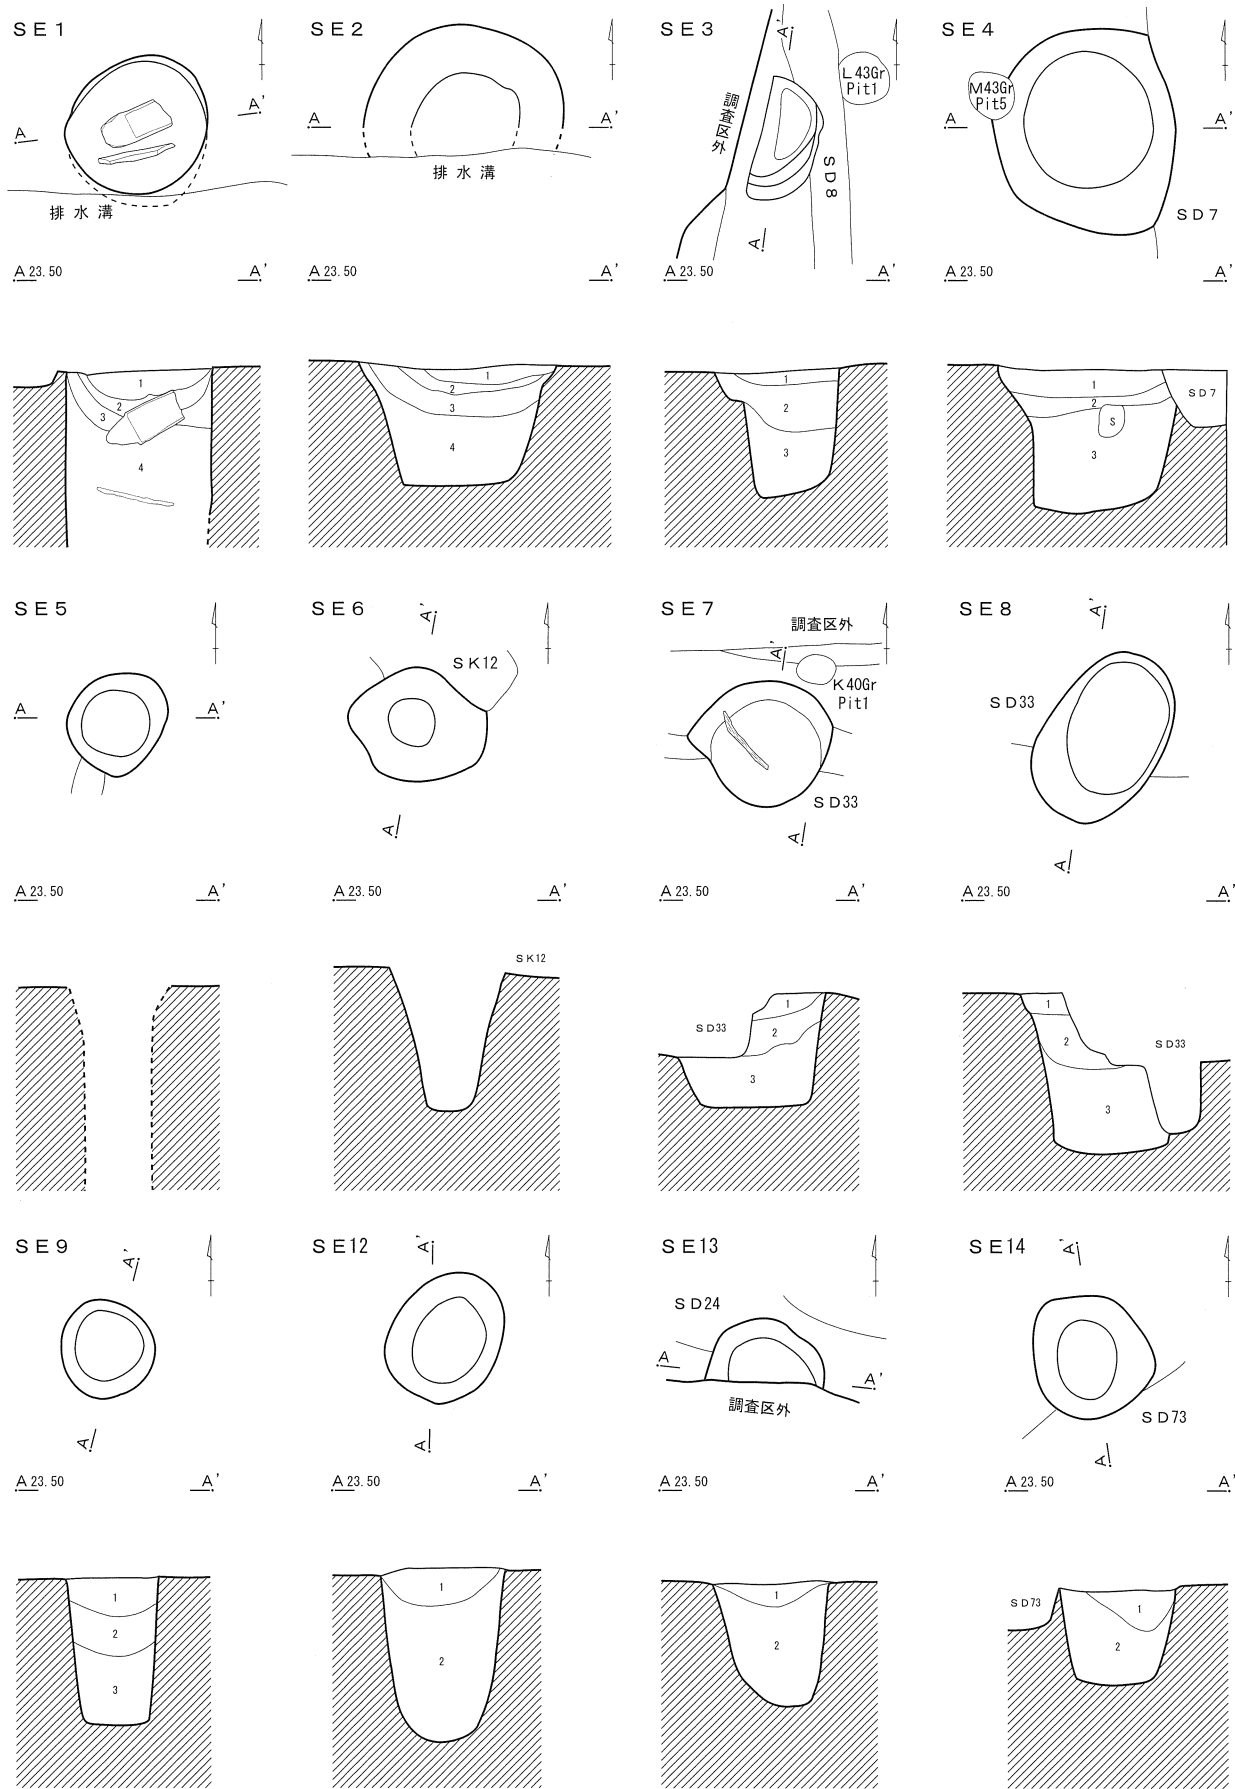 SE1
A
A'
排水溝
A 23.50
A'
1
2
3
4
SE2
A
A'
排水溝
A 23.50
A'
1
2
3
4
SE3
A'
L43Gr
Pit1
調査区外
SD8
A
A 23.50
A'
1
2
3
SE4
M43Gr
Pit5
A
A'
SD7
A 23.50
A'
1
2
S
3
SD7
SE5
A
A'
A 23.50
A'
SE6
A'
SK12
A
A 23.50
A'
SK12
SE7
調査区外
A'
K40Gr
Pit1
SD33
A
A 23.50
A'
SD33
1
2
3
SE8
A'
SD33
A
A 23.50
A'
1
2
SD33
3
SE9
A'
A
A 23.50
A'
1
2
3
SE12
A'
A
A 23.50
A'
1
2
SE13
SD24
A
A'
調査区外
A 23.50
A'
1
2
SE14
A'
SD73
A
A 23.50
A'
SD73
1
2